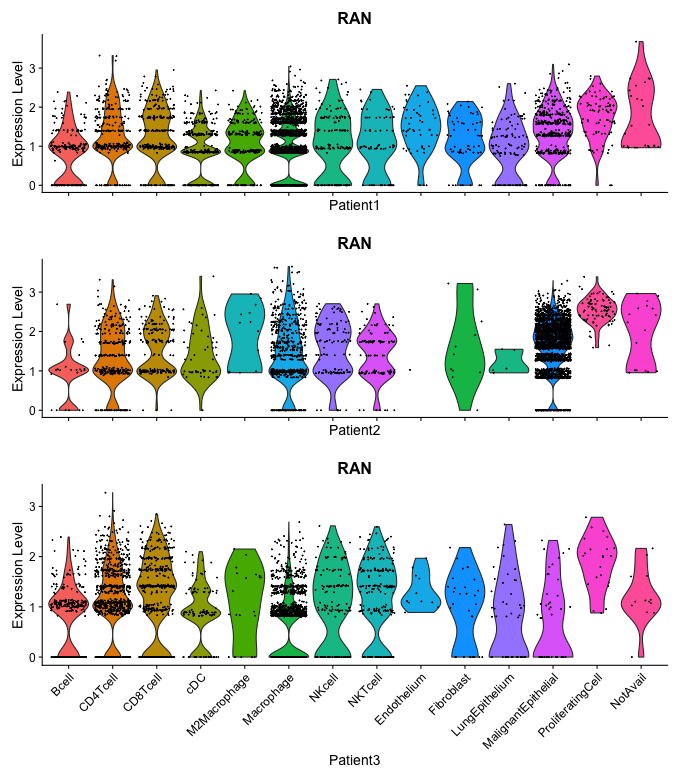 RAN
Expression Level
3
2
1
0
Patient1
RAN
Expression Level
3
2
1
0
Patient2
RAN
Expression Level
3
2
1
0
Bcell
CD4Tcell
CD8Tcell
cDC
M2Macrophage
Macrophage
NKcell
NKTcell
Endothelium
Fibroblast
LungEpithelium
MalignantEpithelial
ProliferatingCell
NotAvail
Patient3